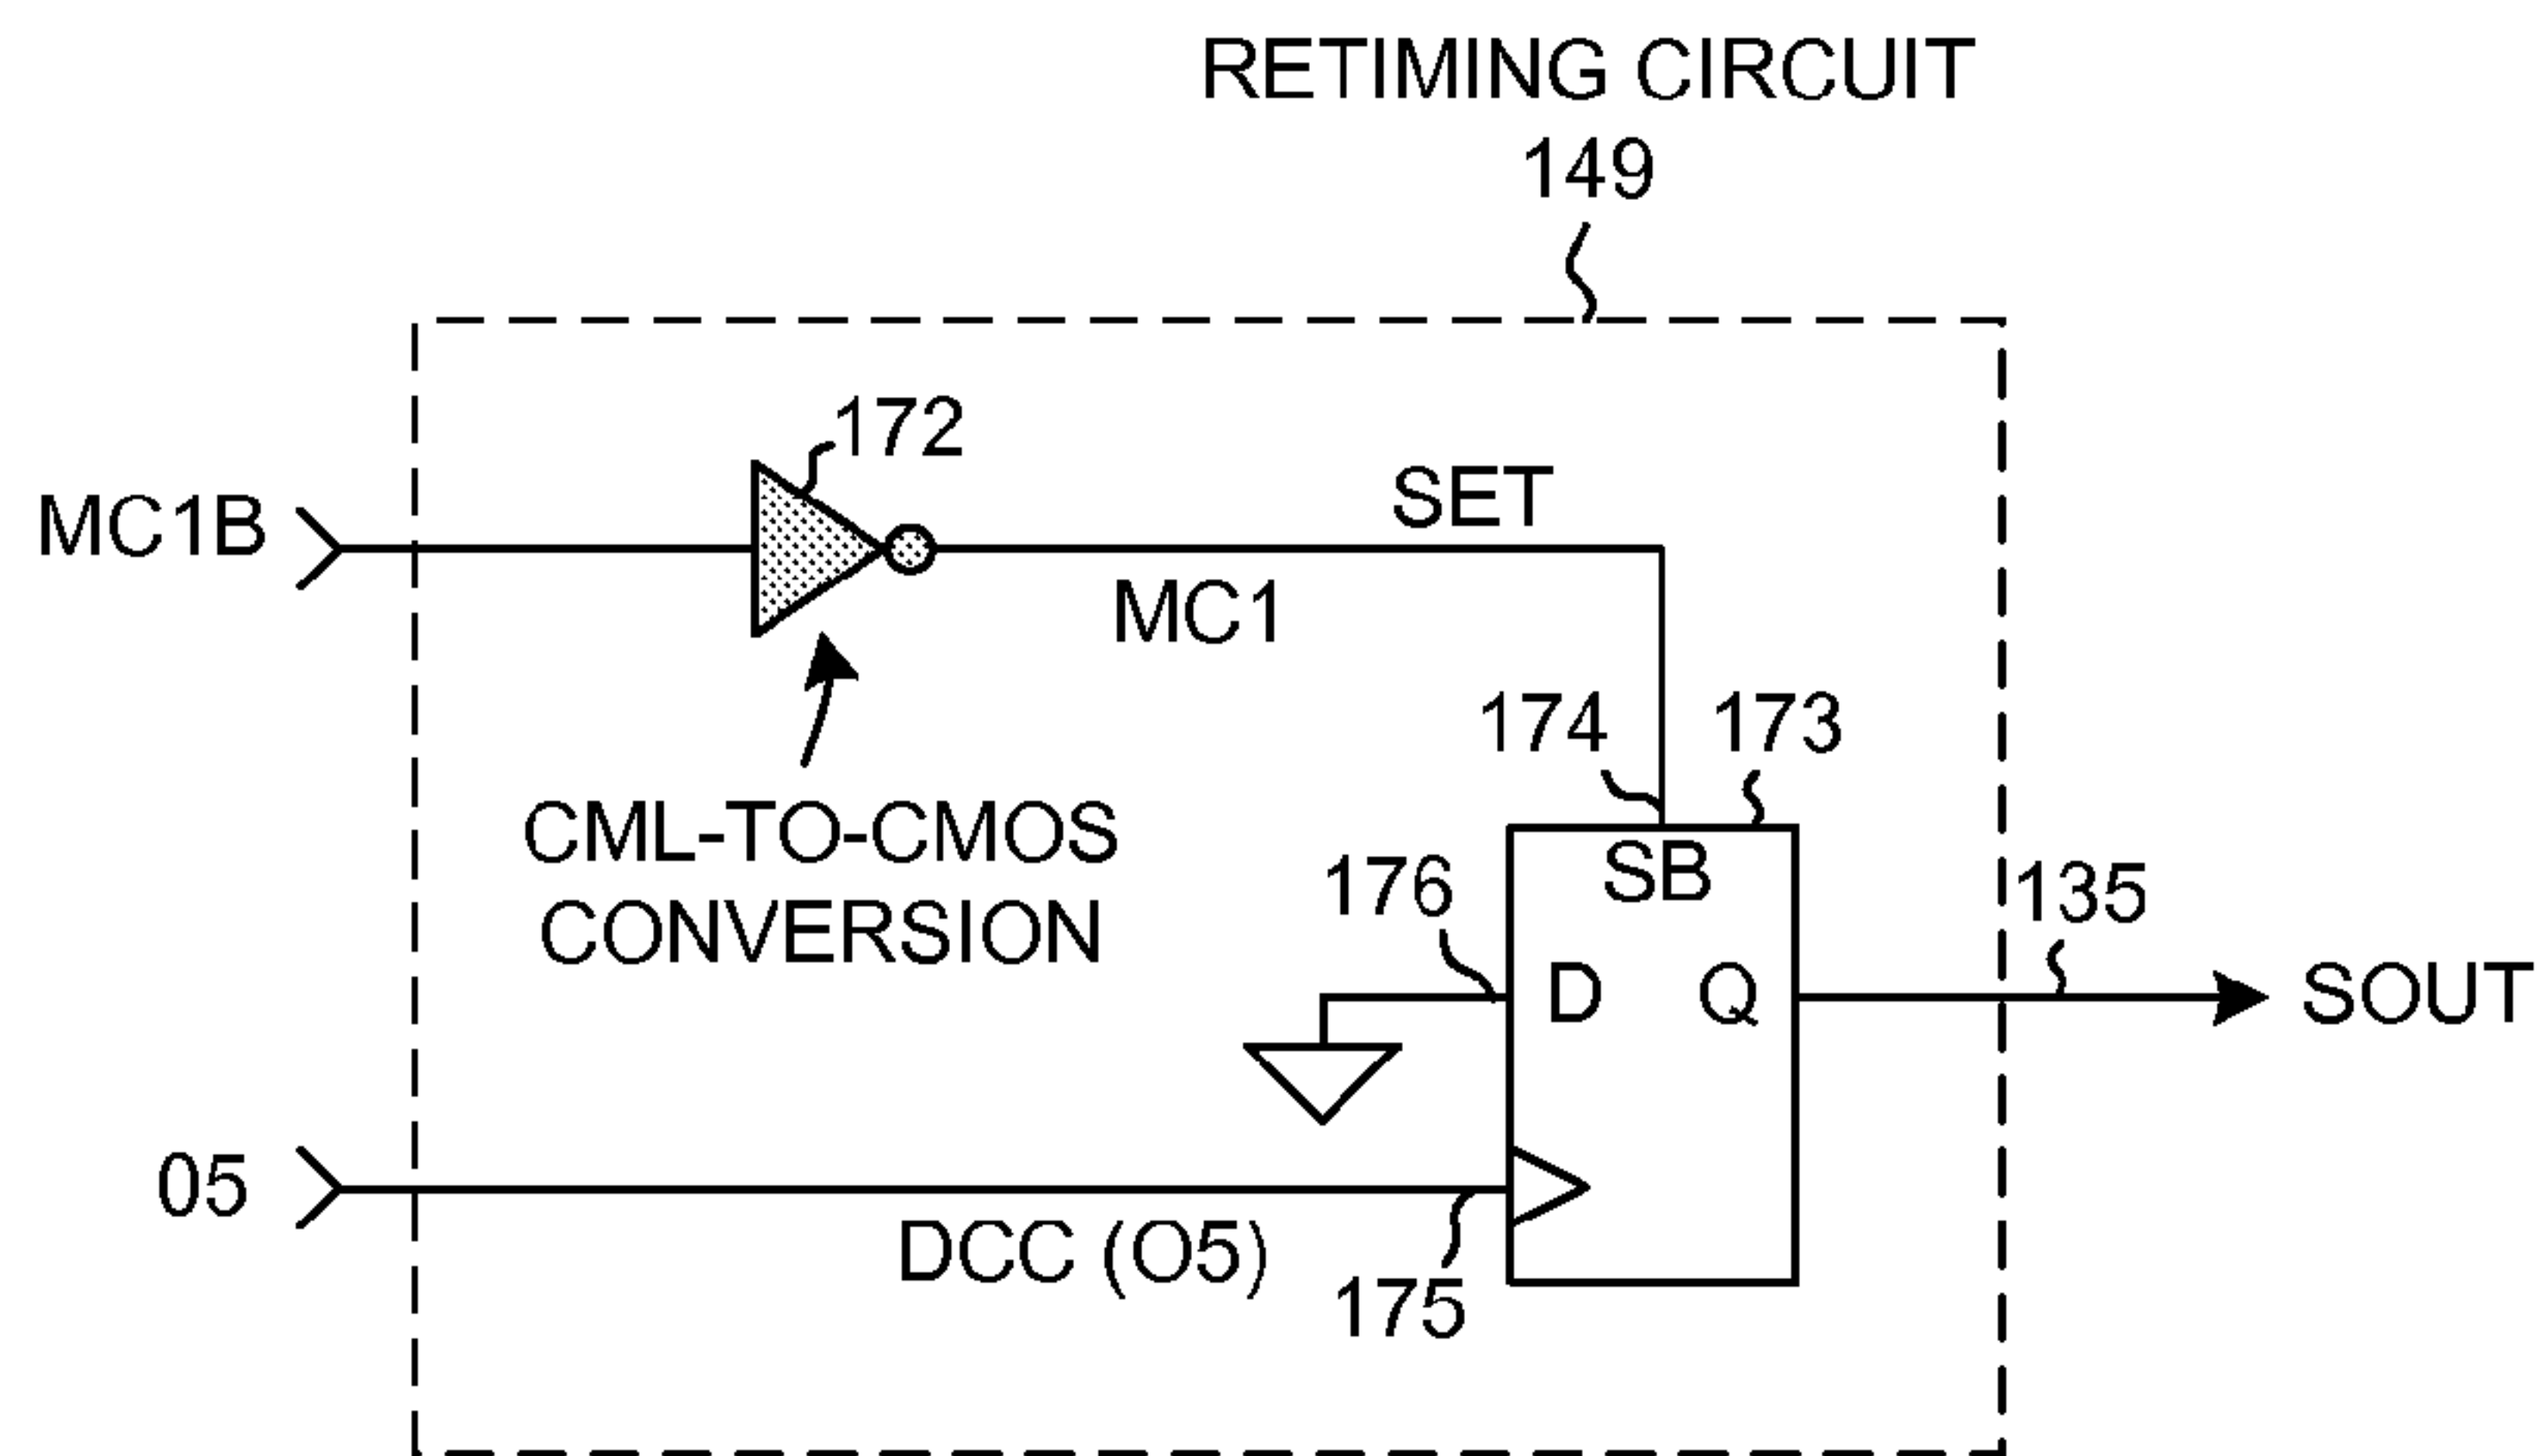 RETIMING CIRCUIT
149
172
MC1B
SET
MC1
174
173
CML-TO-CMOS
CONVERSION
SB
176
135
D
Q
SOUT
05
DCC (O5)
175